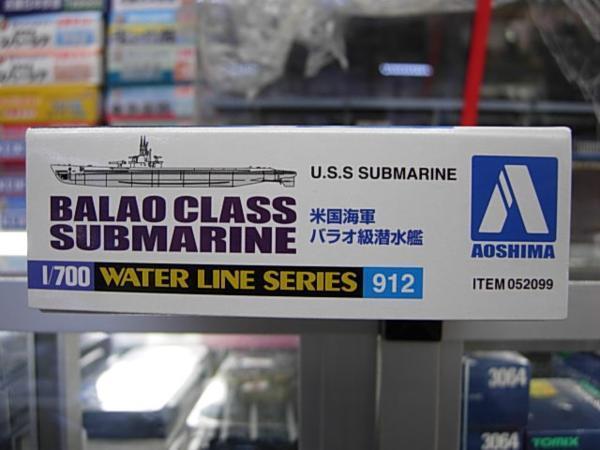 U.S.S SUBMARINE
BALAO CLASS
SUBMARINE
米国海軍
バラオ級潜水艦
AOSHIMA
1/700 WATER LINE SERIES 912
ITEM 052099
3064
3064
TOMIX